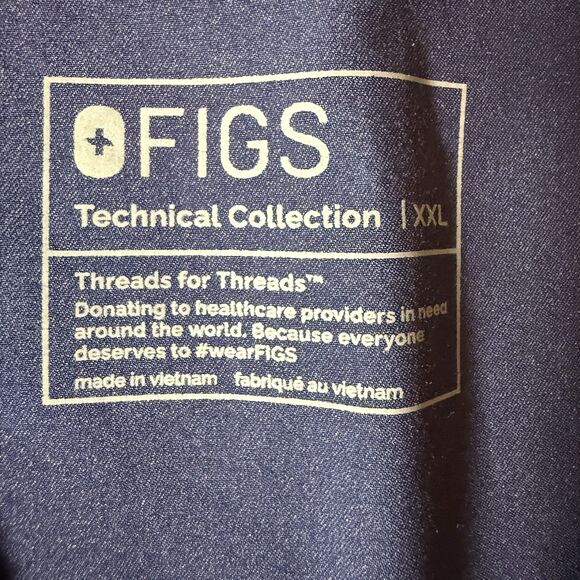 FIGS
Technical Collection | XXL
Threads for Threads™
Donating to healthcare providers in need
around the world. Because everyone
deserves to #wearFIGS
made in vietnam fabriqué au vietnam